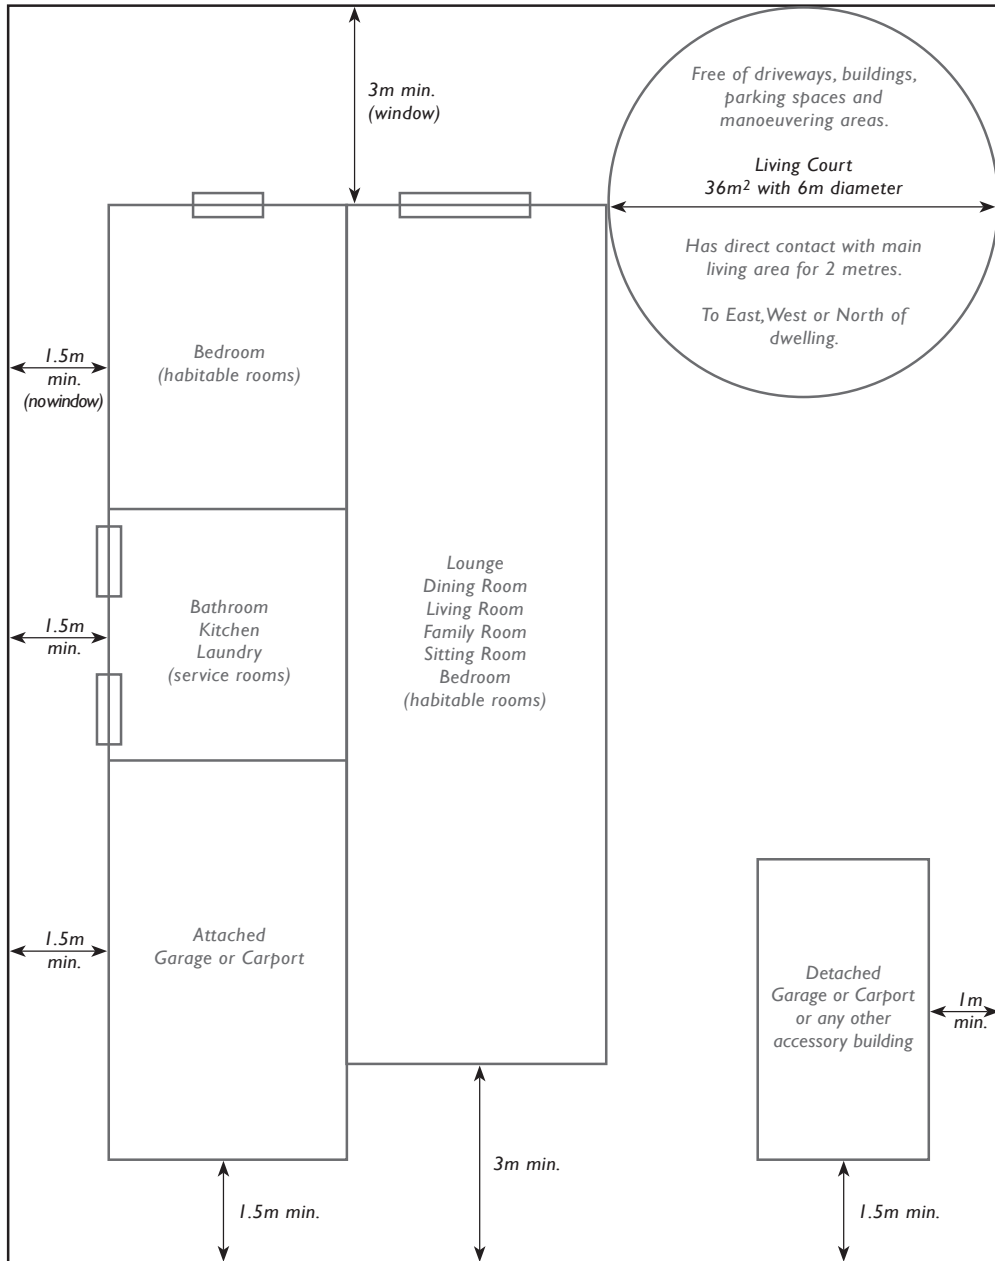 3m min.
(window)
Free of driveways, buildings,
parking spaces and
manoeuvering areas.
Living Court
36m² with 6m diameter
Has direct contact with main
living area for 2 metres.
To East,West or North of
dwelling.
1.5m
min.
(nowindow)
Bedroom
(habitable rooms)
1.5m
min.
Bathroom
Kitchen
Laundry
(service rooms)
Lounge
Dining Room
Living Room
Family Room
Sitting Room
Bedroom
(habitable rooms)
1.5m
min.
Attached
Garage or Carport
Detached
Garage or Carport
or any other
accessory building
1m
min.
1.5m min.
3m min.
1.5m min.